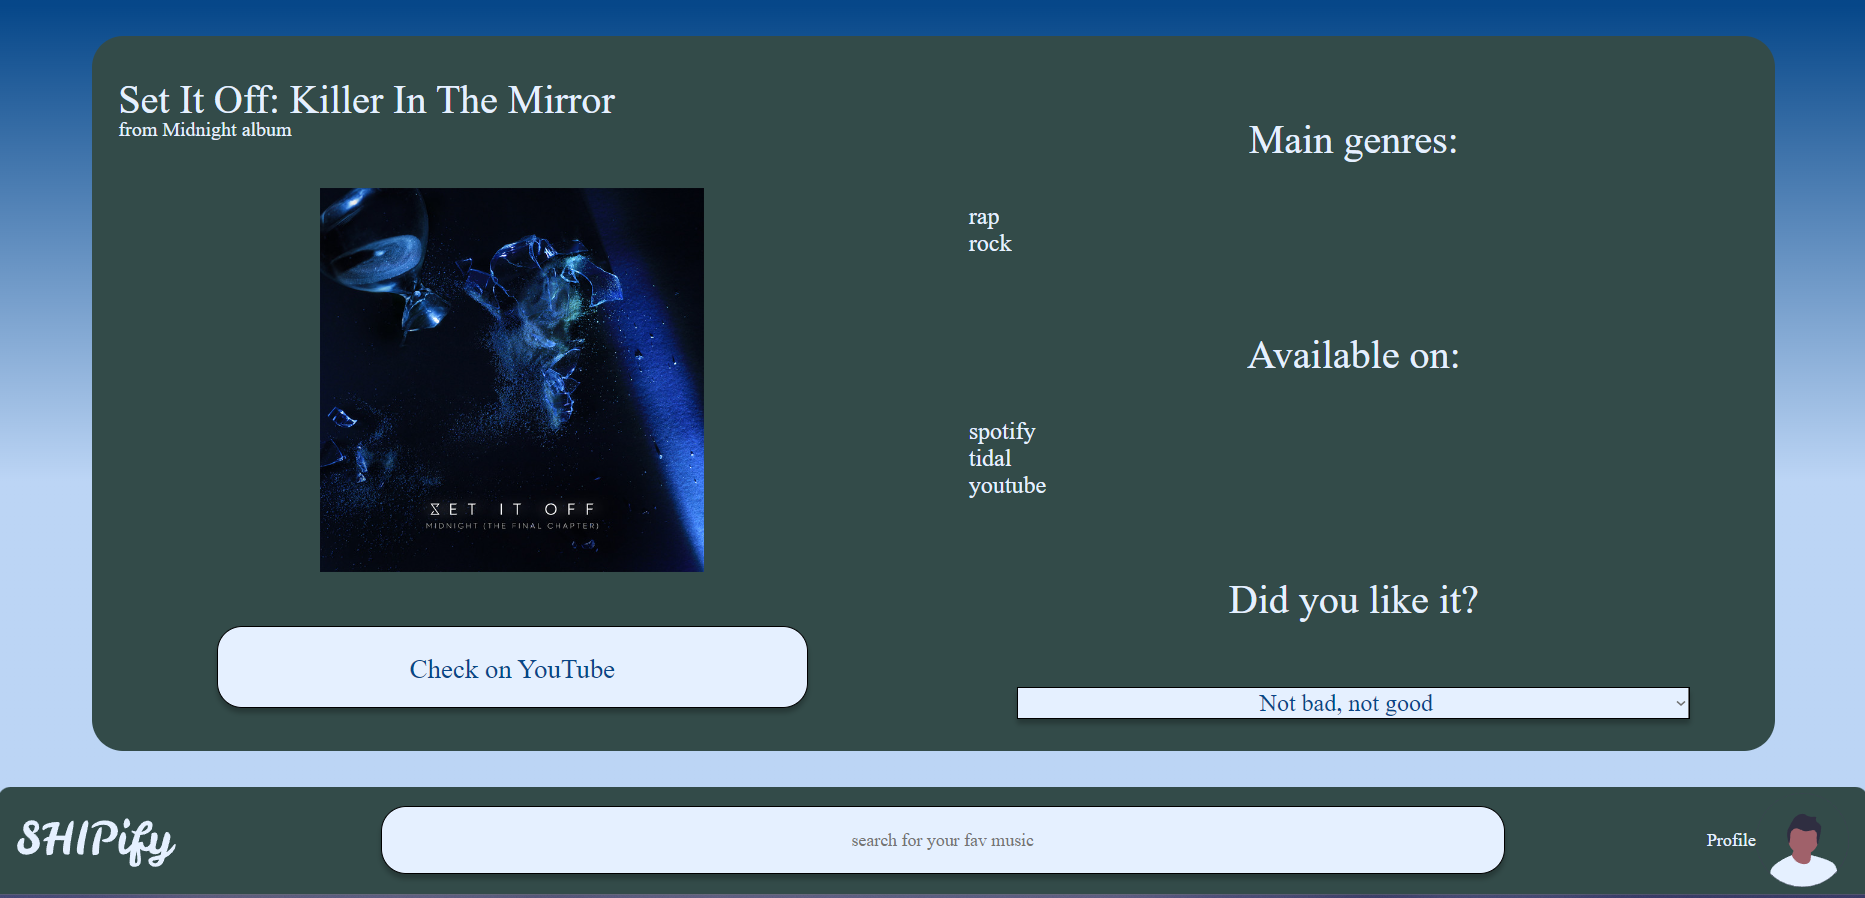 Set It Off: Killer In The Mirror
from Midnight album
SET IT OFF
MIDNIGHT (THE FINAL CHAPTER)
Check on YouTube
Main genres:
rap
rock
Available on:
spotify
tidal
youtube
Did you like it?
Not bad, not good
SHIPify
search for your fav music
Profile